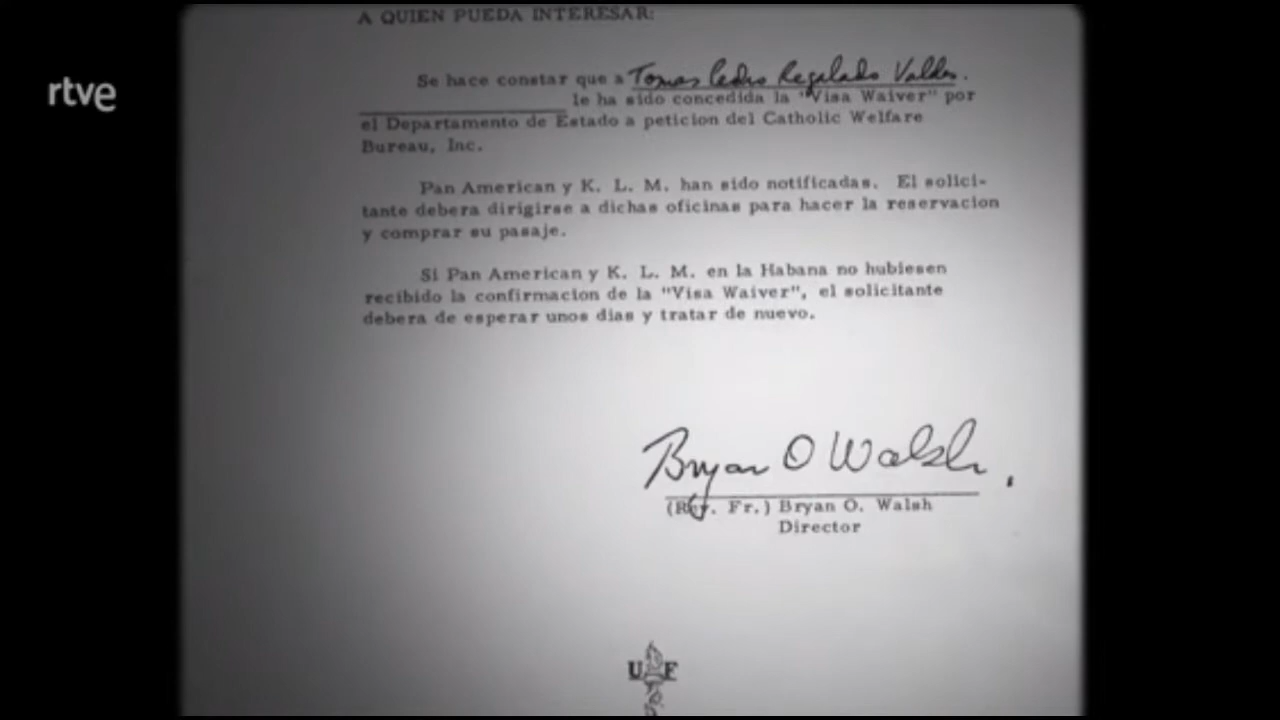 A QUIEN PUEDA INTERESAR:
rtve
Se hace constar que a Tomas Pedro Regalado Valdes.
le ha sido concedida la "Visa Waiver" por
el Departamento de Estado a peticion del Catholic Welfare
Bureau, Inc.
Pan American y K. L. M. han sido notificadas. El solici-
tante debera dirigirse a dichas oficinas para hacer la reservacion
y comprar su pasaje.
Si Pan American y K. L. M. en la Habana no hubiesen
recibido la confirmacion de la "Visa Waiver", el solicitante
debera de esperar unos dias y tratar de nuevo.
Bryan O Walsh
(Rev. Fr.) Bryan O. Walsh
Director
U F